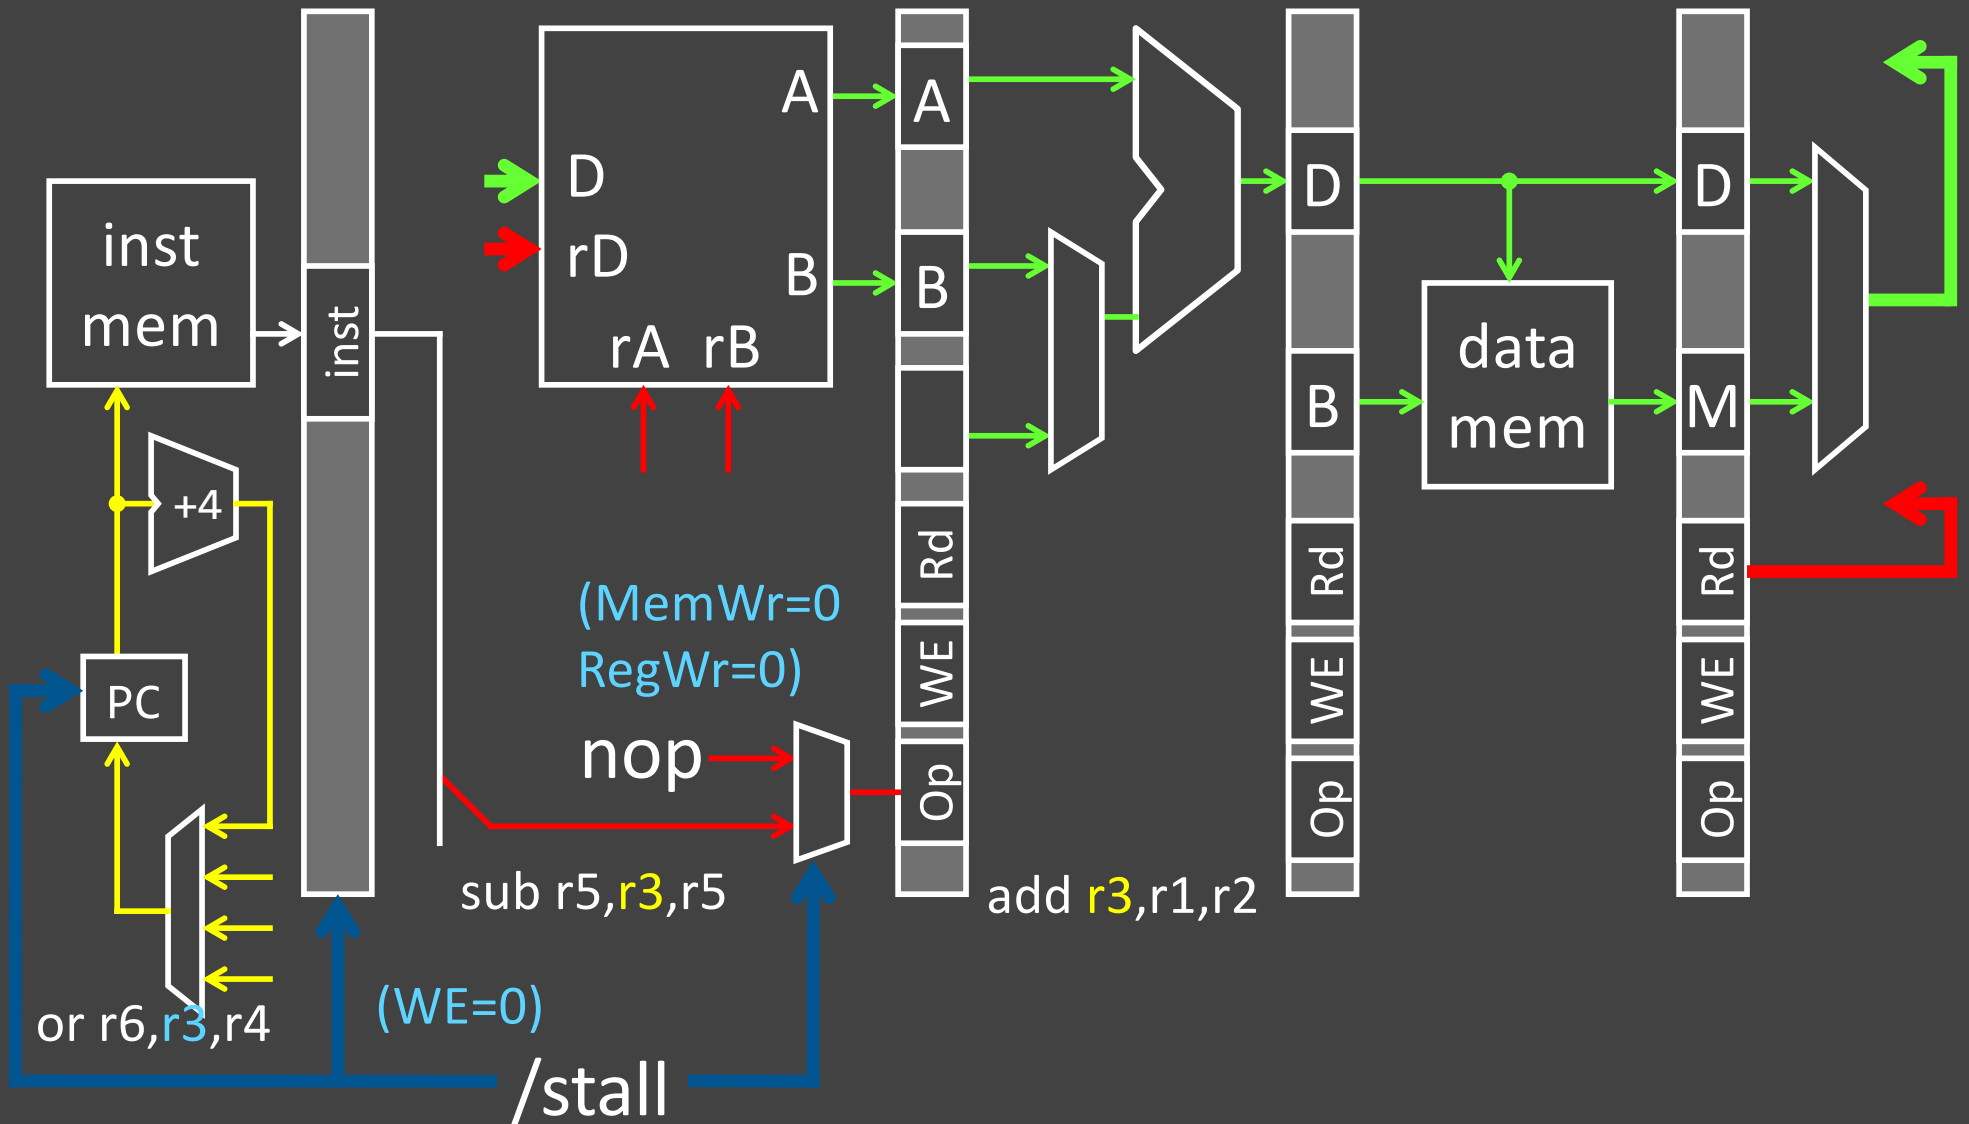 inst
mem
+4
PC
or r6,r3,r4
inst
D
rD
A
B
rA rB
(MemWr=0
RegWr=0)
nop
sub r5,r3,r5
(WE=0)
/stall
A
B
Rd
WE
Op
add r3,r1,r2
D
B
Rd
WE
Op
data
mem
D
M
Rd
WE
Op